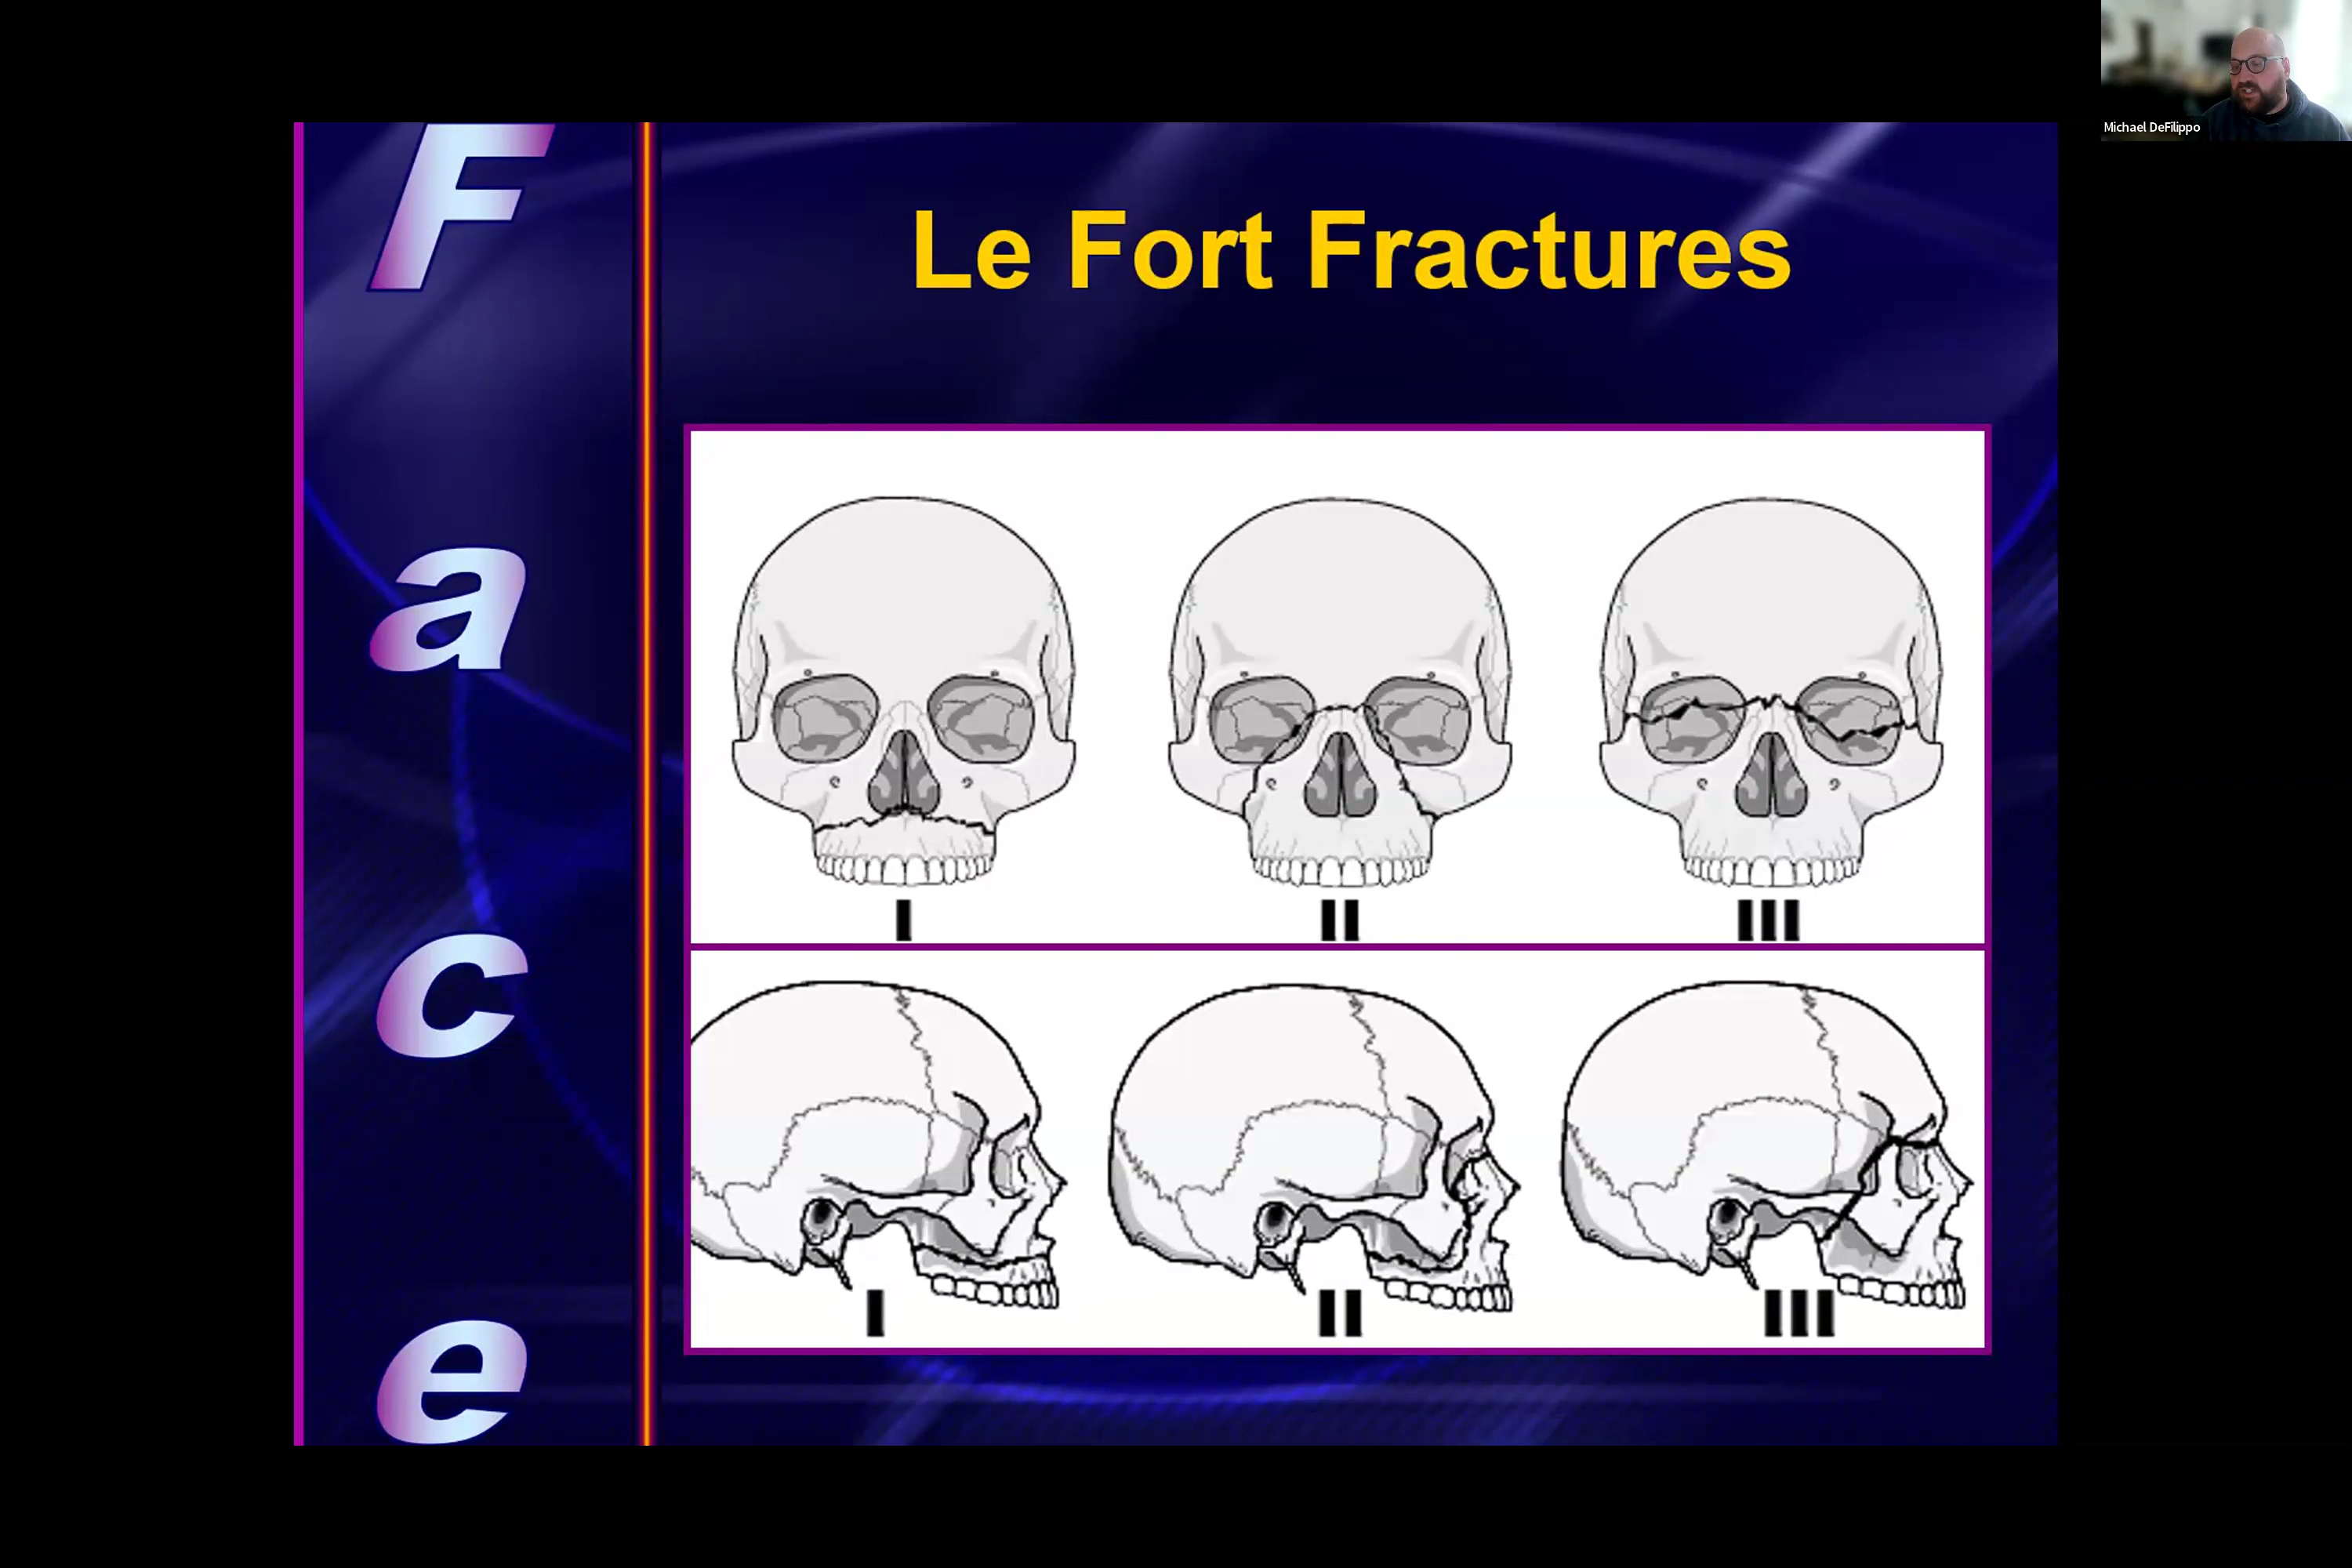 Michael DeFilippo
Face
Le Fort Fractures
I II III
I II III